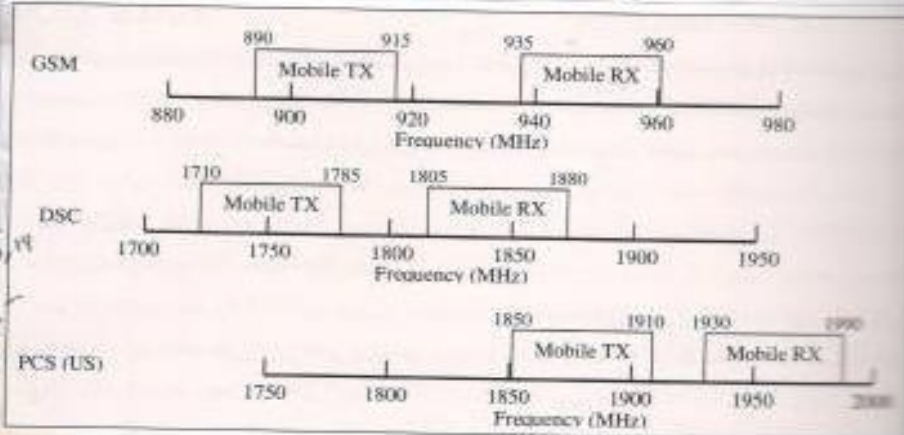 890 915 935 960
GSM Mobile TX Mobile RX
880 900 920 940 960 980
Frequency (MHz)
1710 1785 1805 1880
DSC Mobile TX Mobile RX
1700 1750 1800 1850 1900 1950
Frequency (MHz)
1850 1910 1930 1990
PCS (US) Mobile TX Mobile RX
1750 1800 1850 1900 1950 2000
Frequency (MHz)